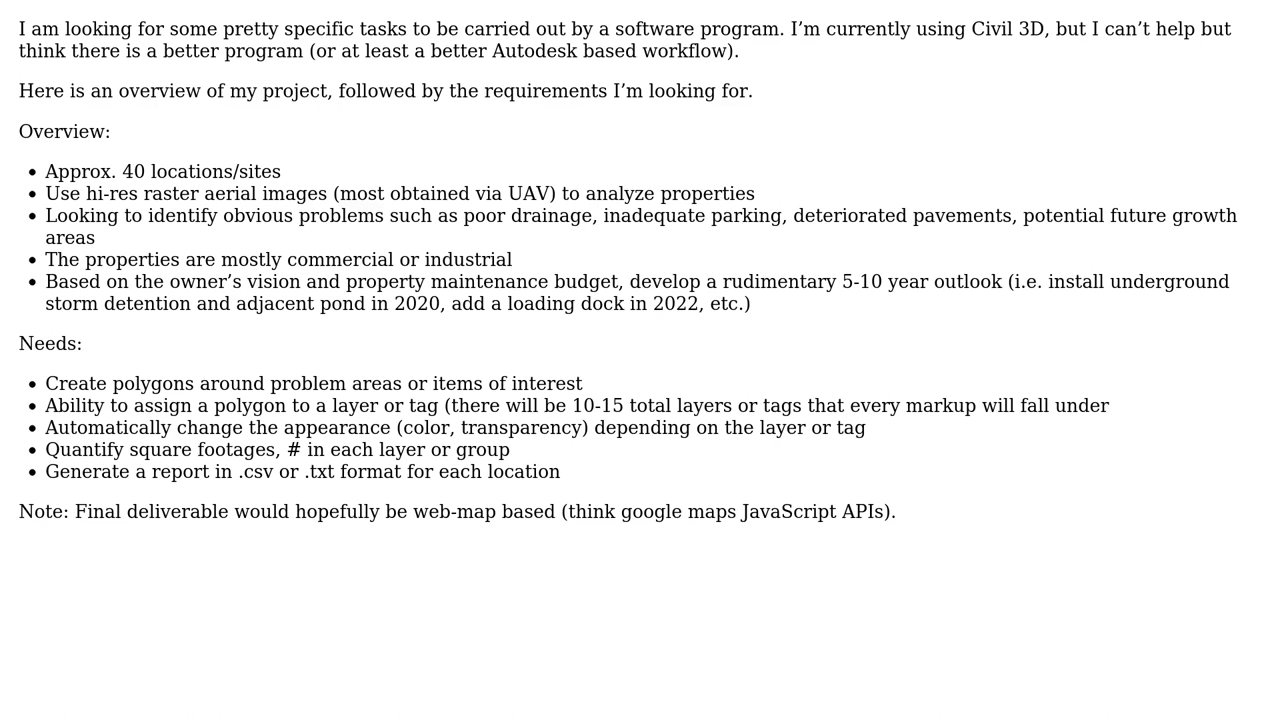 I am looking for some pretty specific tasks to be carried out by a software program. I’m currently using Civil 3D, but I can’t help but
think there is a better program (or at least a better Autodesk based workflow).
Here is an overview of my project, followed by the requirements I’m looking for.
Overview:
• Approx. 40 locations/sites
• Use hi-res raster aerial images (most obtained via UAV) to analyze properties
• Looking to identify obvious problems such as poor drainage, inadequate parking, deteriorated pavements, potential future growth
areas
• The properties are mostly commercial or industrial
• Based on the owner’s vision and property maintenance budget, develop a rudimentary 5-10 year outlook (i.e. install underground
storm detention and adjacent pond in 2020, add a loading dock in 2022, etc.)
Needs:
• Create polygons around problem areas or items of interest
• Ability to assign a polygon to a layer or tag (there will be 10-15 total layers or tags that every markup will fall under
• Automatically change the appearance (color, transparency) depending on the layer or tag
• Quantify square footages, # in each layer or group
• Generate a report in .csv or .txt format for each location
Note: Final deliverable would hopefully be web-map based (think google maps JavaScript APIs).